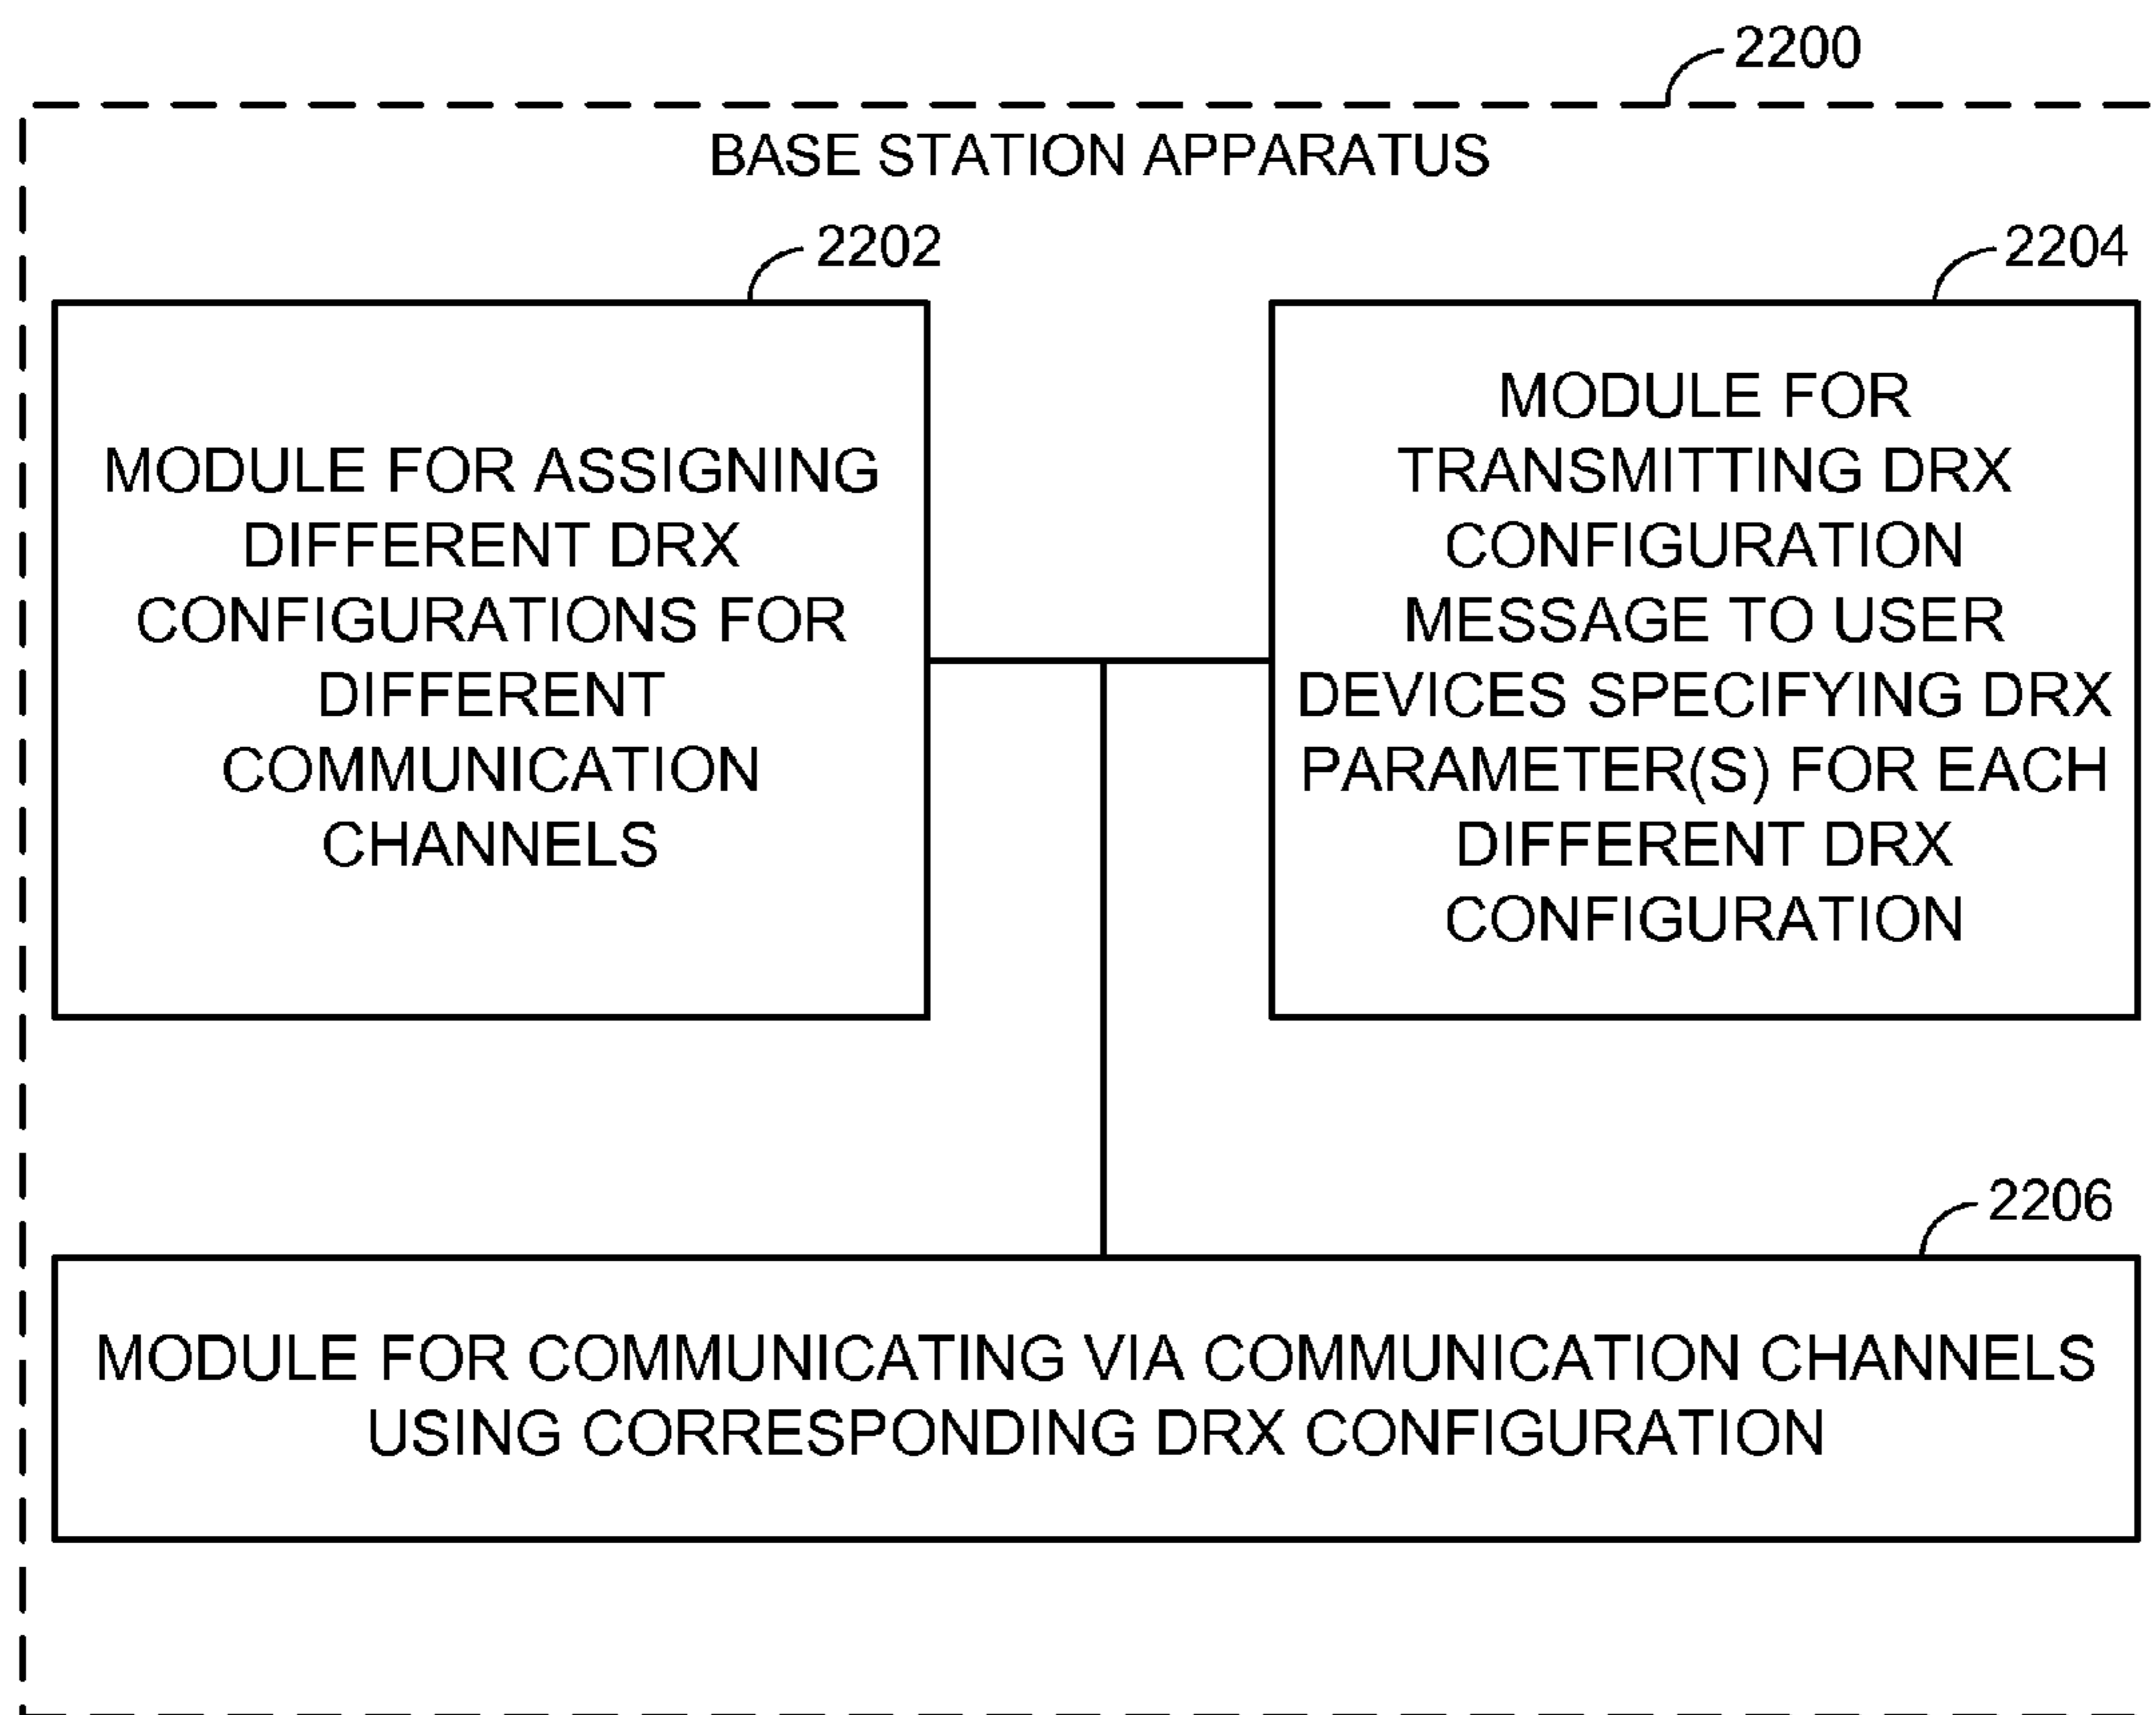 2200
BASE STATION APPARATUS
2202
MODULE FOR ASSIGNING
DIFFERENT DRX
CONFIGURATIONS FOR
DIFFERENT
COMMUNICATION
CHANNELS
2204
MODULE FOR
TRANSMITTING DRX
CONFIGURATION
MESSAGE TO USER
DEVICES SPECIFYING DRX
PARAMETER(S) FOR EACH
DIFFERENT DRX
CONFIGURATION
2206
MODULE FOR COMMUNICATING VIA COMMUNICATION CHANNELS
USING CORRESPONDING DRX CONFIGURATION